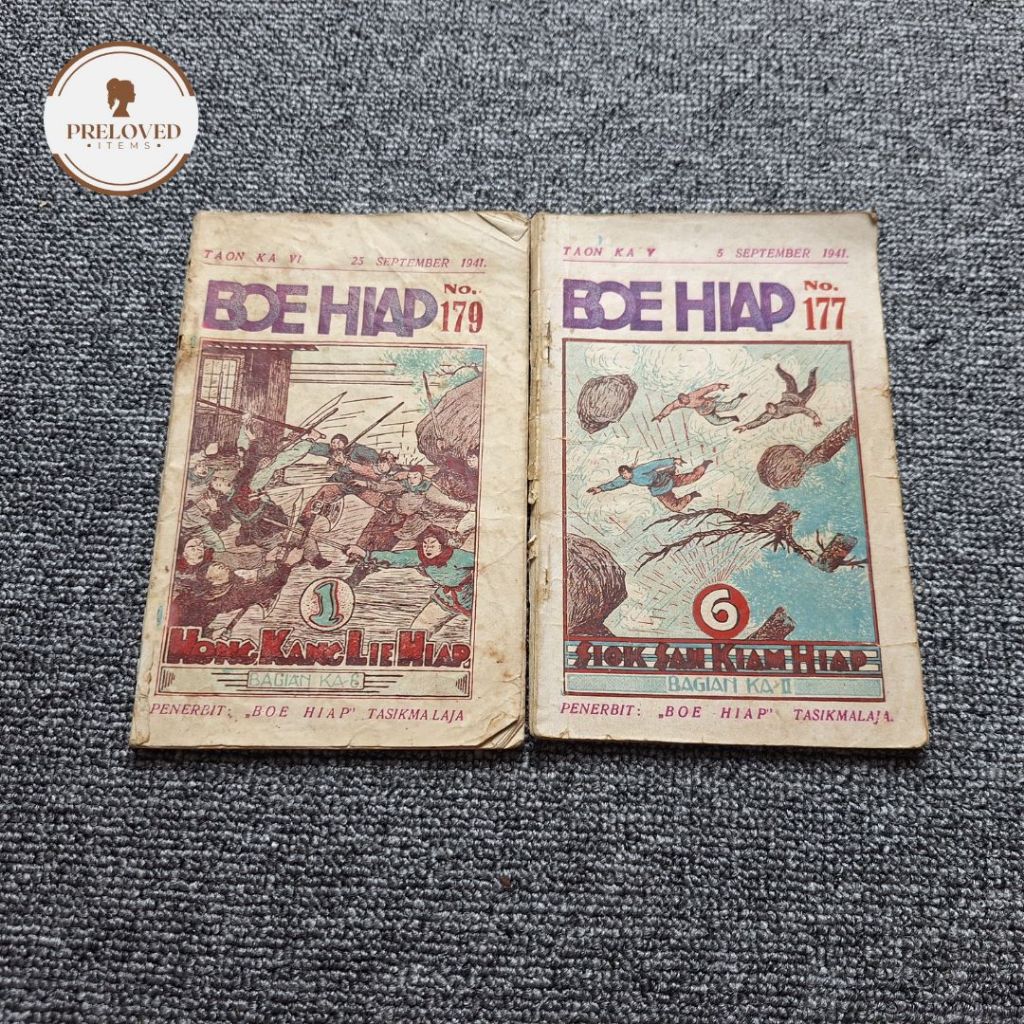 PRELOVED
• ITEMS •
TAON KA VI 25 SEPTEMBER 1941.
BOE HIAP No. 179
1
HONG KANG LIE HIAP
BAGIAN KA 6
PENERBIT: „BOE HIAP" TASIKMALAJA
TAON KA V 5 SEPTEMBER 1941.
BOE HIAP No. 177
6
SIOK SAN KIAM HIAP
BAGIAN KA II
PENERBIT: „BOE HIAP" TASIKMALAJA.